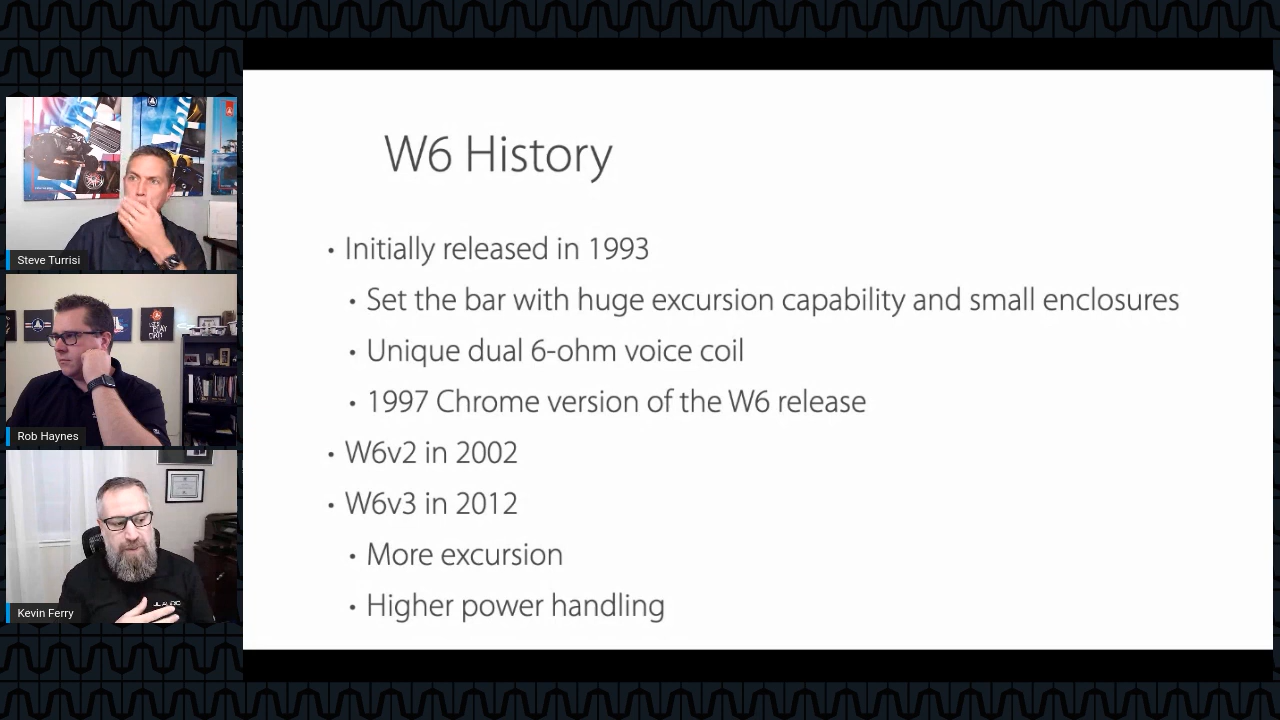 Steve Turrisi
Rob Haynes
Kevin Ferry
W6 History
• Initially released in 1993
• Set the bar with huge excursion capability and small enclosures
• Unique dual 6-ohm voice coil
• 1997 Chrome version of the W6 release
• W6v2 in 2002
• W6v3 in 2012
• More excursion
• Higher power handling